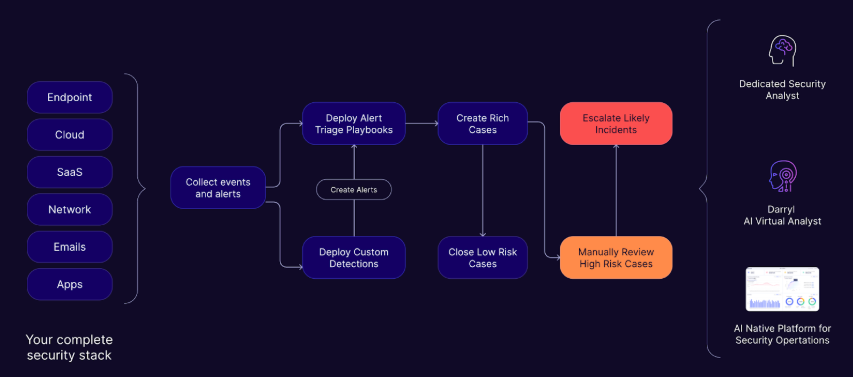 Endpoint
Cloud
SaaS
Network
Emails
Apps
Your complete
security stack
Collect events
and alerts
Deploy Alert
Triage Playbooks
Create Alerts
Deploy Custom
Detections
Create Rich
Cases
Close Low Risk
Cases
Escalate Likely
Incidents
Manually Review
High Risk Cases
Dedicated Security
Analyst
Darryl
AI Virtual Analyst
AI Native Platform for
Security Opertations